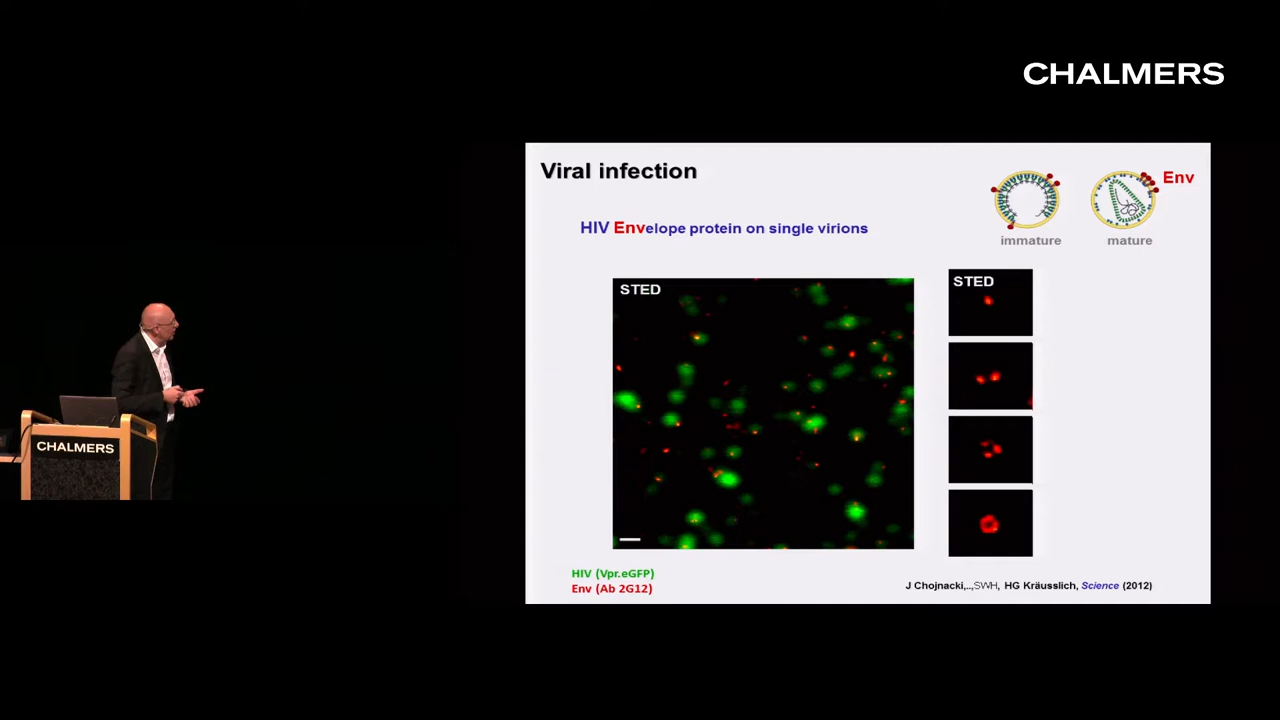 CHALMERS
Viral infection
Env
HIV Envelope protein on single virions
immature
mature
STED
STED
CHALMERS
HIV (Vpr.eGFP)
Env (Ab 2G12)
J Chojnacki,..,SWH, HG Kräusslich, Science (2012)